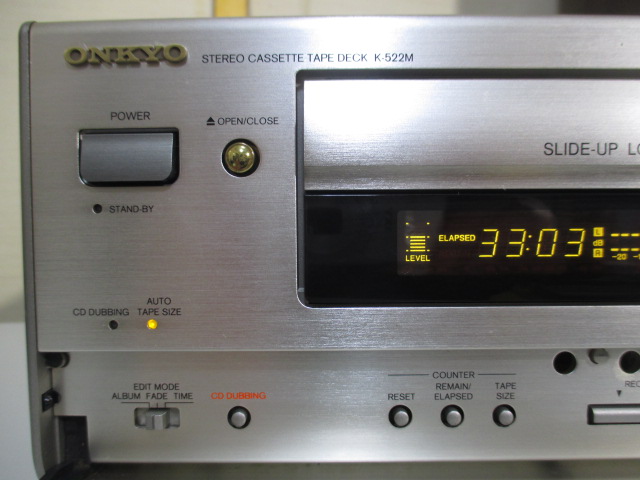 ONKYO STEREO CASSETTE TAPE DECK K-522M
POWER
OPEN/CLOSE
SLIDE-UP
STAND-BY
ELAPSED 33:03 L
dB
LEVEL R -20
AUTO
CD DUBBING TAPE SIZE
COUNTER
EDIT MODE
ALBUM FADE TIME
CD DUBBING
RESET
REMAIN/
ELAPSED
TAPE
SIZE